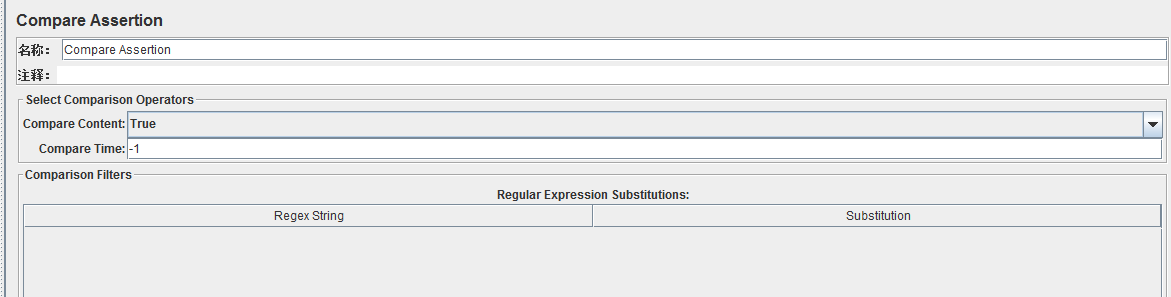 Compare Assertion
名称： Compare Assertion
注释：
Select Comparison Operators
Compare Content: True
Compare Time: -1
Comparison Filters
Regular Expression Substitutions:
Regex String Substitution